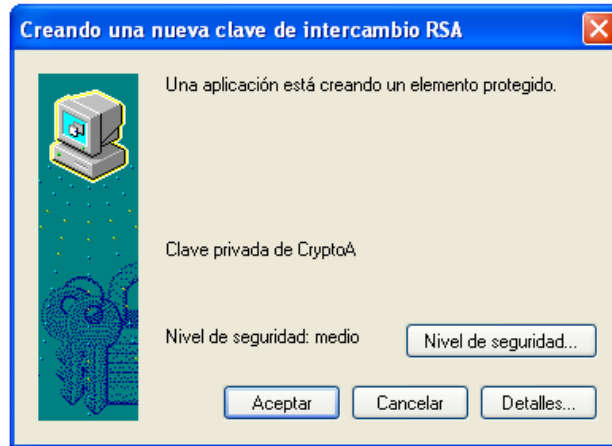 Creando una nueva clave de intercambio RSA
Una aplicación está creando un elemento protegido.
Clave privada de CryptoA
Nivel de seguridad: medio
Nivel de seguridad...
Aceptar
Cancelar
Detalles...